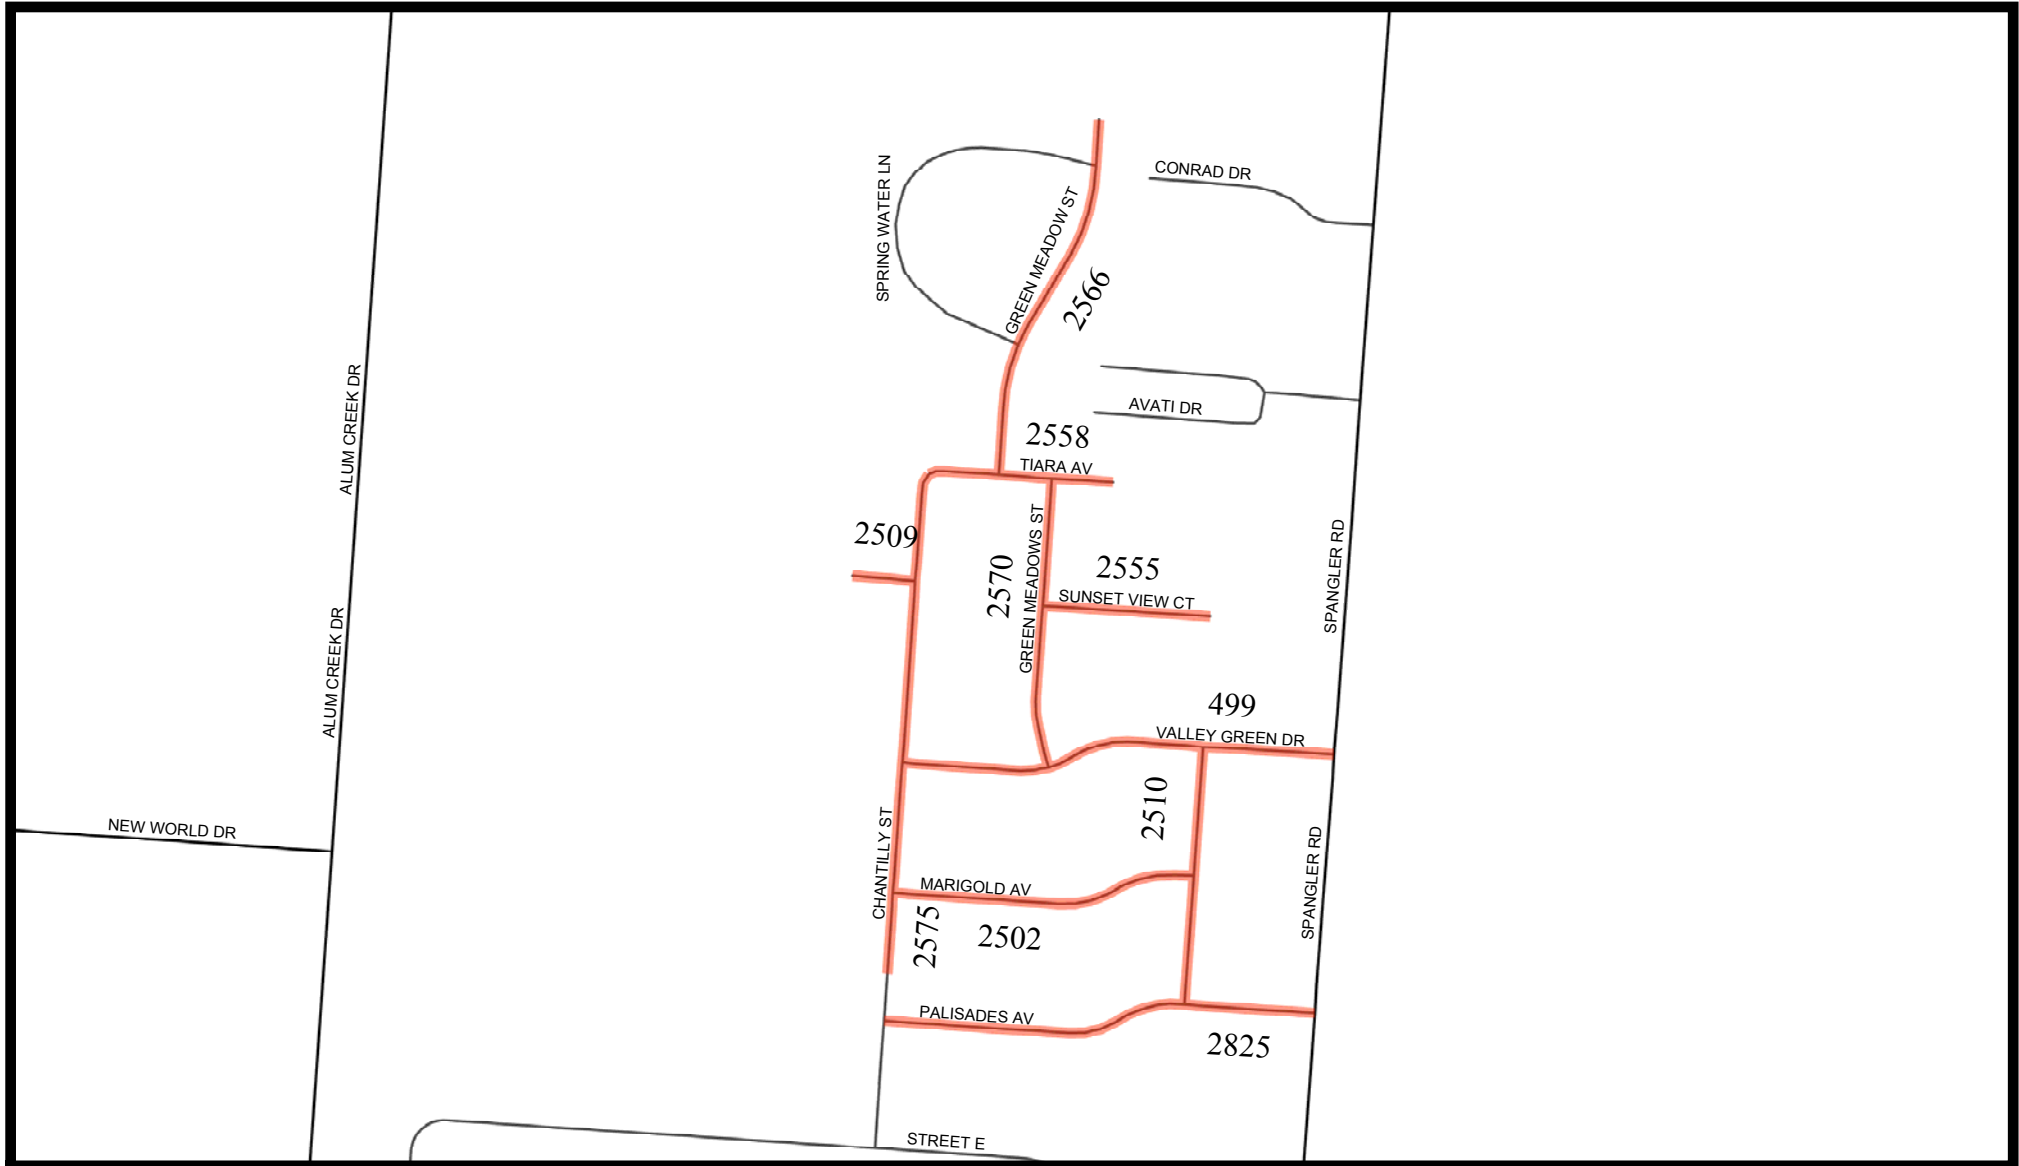 CONRAD DR
SPRING WATER LN
GREEN MEADOW ST
2566
ALUM CREEK DR
AVATI DR
2558
TIARA AV
2509
2570
GREEN MEADOWS ST
2555
SUNSET VIEW CT
SPANGLER RD
ALUM CREEK DR
499
VALLEY GREEN DR
2510
NEW WORLD DR
CHANTILLY ST
MARIGOLD AV
2575
2502
SPANGLER RD
PALISADES AV
2825
STREET E